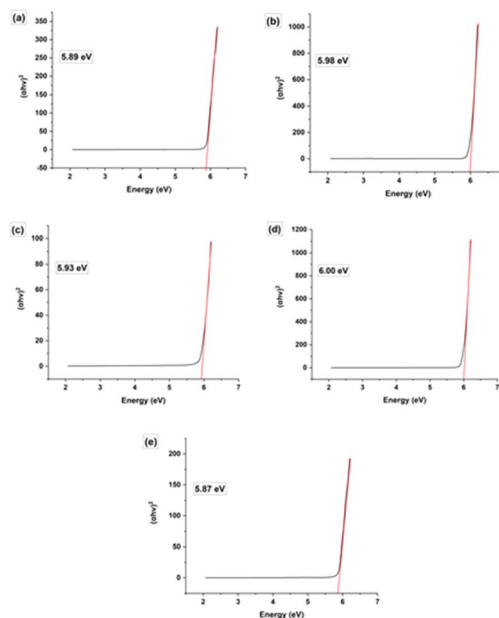 (a)
5.89 eV
(αhν)²
350
300
250
200
150
100
50
0
-50
2 3 4 5 6 7
Energy (eV)
(b)
5.98 eV
(αhν)²
1000
800
600
400
200
0
2 3 4 5 6
Energy (eV)
(c)
5.93 eV
(αhν)²
100
80
60
40
20
0
2 3 4 5 6 7
Energy (eV)
(d)
6.00 eV
(αhν)²
1200
1000
800
600
400
200
0
2 3 4 5 6 7
Energy (eV)
(e)
5.87 eV
(αhν)²
200
150
100
50
0
2 3 4 5 6 7
Energy (eV)